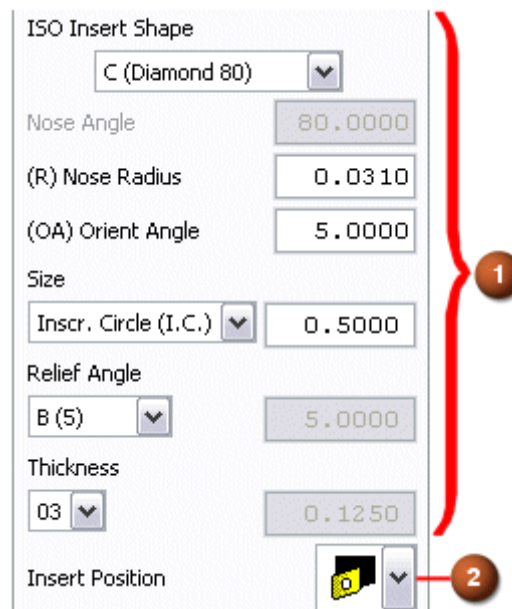 ISO Insert Shape
C (Diamond 80)
Nose Angle 80.0000
(R) Nose Radius 0.0310
(OA) Orient Angle 5.0000
Size
Inscr. Circle (I.C.) 0.5000
1
Relief Angle
B (5) 5.0000
Thickness
03 0.1250
Insert Position 2